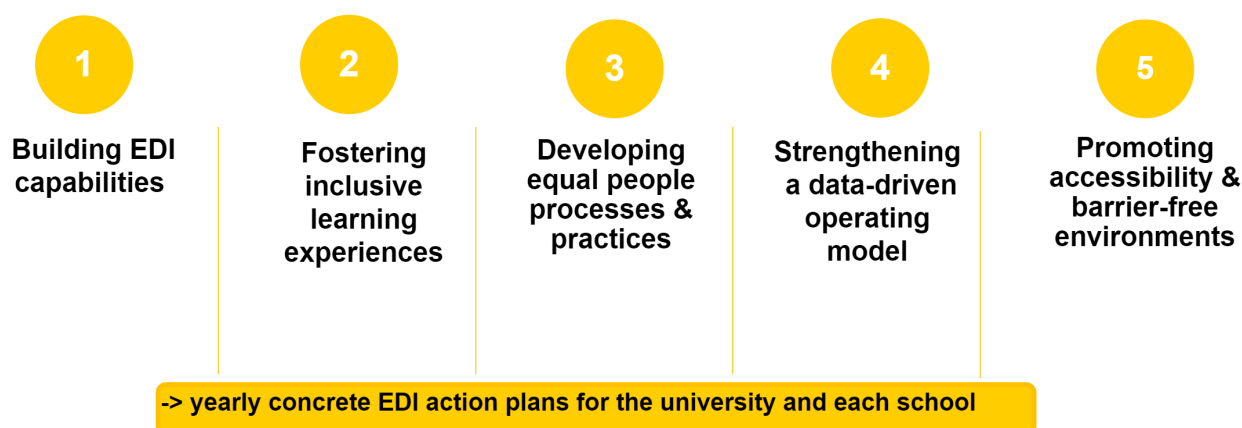 1
Building EDI
capabilities
2
Fostering
inclusive
learning
experiences
3
Developing
equal people
processes &
practices
4
Strengthening
a data-driven
operating
model
5
Promoting
accessibility &
barrier-free
environments
-> yearly concrete EDI action plans for the university and each school